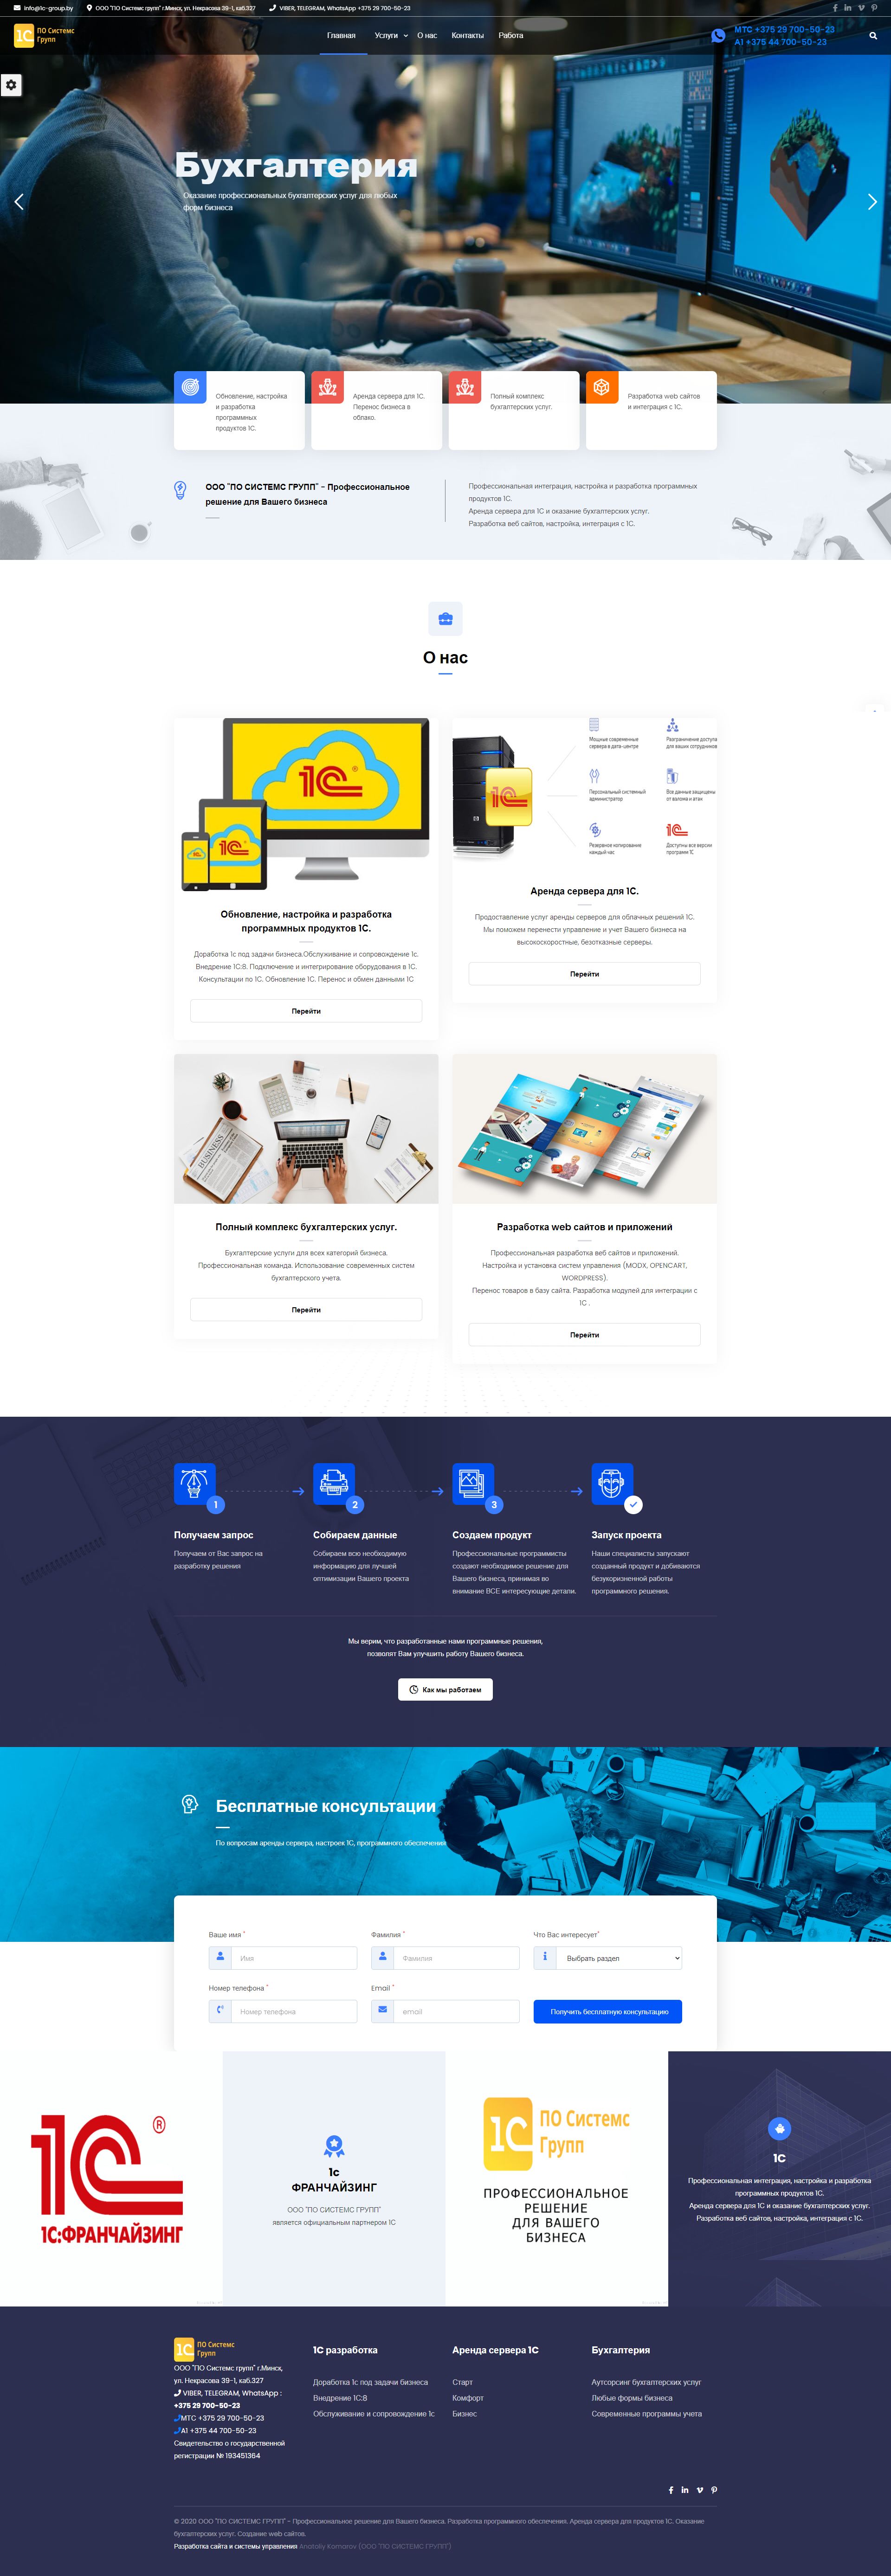 info@1c-group.by ООО "ПО Системс групп" г.Минск, ул. Некрасова 39-1, каб.327 VIBER, TELEGRAM, WhatsApp +375 29 700-50-23
1С ПО Системс Групп
Главная Услуги О нас Контакты Работа
МТС +375 29 700-50-23
А1 +375 44 700-50-23
Бухгалтерия
Оказание профессиональных бухгалтерских услуг для любых
форм бизнеса
Обновление, настройка
и разработка
программных
продуктов 1С.
Аренда сервера для 1С.
Перенос бизнеса в
облако.
Полный комплекс
бухгалтерских услуг.
Разработка web сайтов
и интеграция с 1С.
ООО "ПО СИСТЕМС ГРУПП" - Профессиональное
решение для Вашего бизнеса
Профессиональная интеграция, настройка и разработка программных
продуктов 1С.
Аренда сервера для 1С и оказание бухгалтерских услуг.
Разработка веб сайтов, настройка, интеграция с 1С.
О нас
1С ®
1С
1С
Обновление, настройка и разработка
программных продуктов 1С.
Доработка 1с под задачи бизнеса.Обслуживание и сопровождение 1с.
Внедрение 1С:8. Подключение и интегрирование оборудования в 1С.
Консультации по 1С. Обновление 1С. Перенос и обмен данными 1С
Перейти
1С
Мощные современные
сервера в дата-центре
Разграничение доступа
для ваших сотрудников
Персональный системный
администратор
Все данные защищены
от взлома и атак
Резервное копирование
каждый час
Доступны все версии
программ 1С
Аренда сервера для 1С.
Предоставление услуг аренды серверов для облачных решений 1С.
Мы поможем перенести управление и учет Вашего бизнеса на
высокоскоростные, безотказные серверы.
Перейти
BUSINESS
Полный комплекс бухгалтерских услуг.
Бухгалтерские услуги для всех категорий бизнеса.
Профессиональная команда. Использование современных систем
бухгалтерского учета.
Перейти
Разработка web сайтов и приложений
Профессиональная разработка веб сайтов и приложений.
Настройка и установка систем управления (MODX, OPENCART,
WORDPRESS).
Перенос товаров в базу сайта. Разработка модулей для интеграции с
1С .
Перейти
1
Получаем запрос
Получаем от Вас запрос на
разработку решения
2
Собираем данные
Собираем всю необходимую
информацию для лучшей
оптимизации Вашего проекта
3
Создаем продукт
Профессиональные программисты
создают необходимое решение для
Вашего бизнеса, принимая во
внимание ВСЕ интересующие детали.
Запуск проекта
Наши специалисты запускают
созданный продукт и добиваются
безукоризненной работы
программного решения.
Мы верим, что разработанные нами программные решения,
позволят Вам улучшить работу Вашего бизнеса.
Как мы работаем
Бесплатные консультации
По вопросам аренды сервера, настроек 1С, программного обеспечения
Ваше имя * Фамилия * Что Вас интересует*
Имя Фамилия Выбрать раздел
Номер телефона * Email *
Номер телефона email Получить бесплатную консультацию
1С ®
1С:ФРАНЧАЙЗИНГ
1с
ФРАНЧАЙЗИНГ
ООО "ПО СИСТЕМС ГРУПП"
является официальным партнером 1С
1С ПО Системс
Групп
ПРОФЕССИОНАЛЬНОЕ
РЕШЕНИЕ
ДЛЯ ВАШЕГО
БИЗНЕСА
1С
Профессиональная интеграция, настройка и разработка
программных продуктов 1С.
Аренда сервера для 1С и оказание бухгалтерских услуг.
Разработка веб сайтов, настройка, интеграция с 1С.
1С ПО Системс
Групп
ООО "ПО Системс групп" г.Минск,
ул. Некрасова 39-1, каб.327
VIBER, TELEGRAM, WhatsApp :
+375 29 700-50-23
МТС +375 29 700-50-23
А1 +375 44 700-50-23
Свидетельство о государственной
регистрации № 193451364
1С разработка
Доработка 1с под задачи бизнеса
Внедрение 1С:8
Обслуживание и сопровождение 1с
Аренда сервера 1С
Старт
Комфорт
Бизнес
Бухгалтерия
Аутсорсинг бухгалтерских услуг
Любые формы бизнеса
Современные программы учета
© 2020 ООО "ПО СИСТЕМС ГРУПП" - Профессиональное решение для Вашего бизнеса. Разработка программного обеспечения. Аренда сервера для продуктов 1С. Оказание
бухгалтерских услуг. Создание web сайтов.
Разработка сайта и системы управления Anatoliy Komarov (ООО "ПО СИСТЕМС ГРУПП")